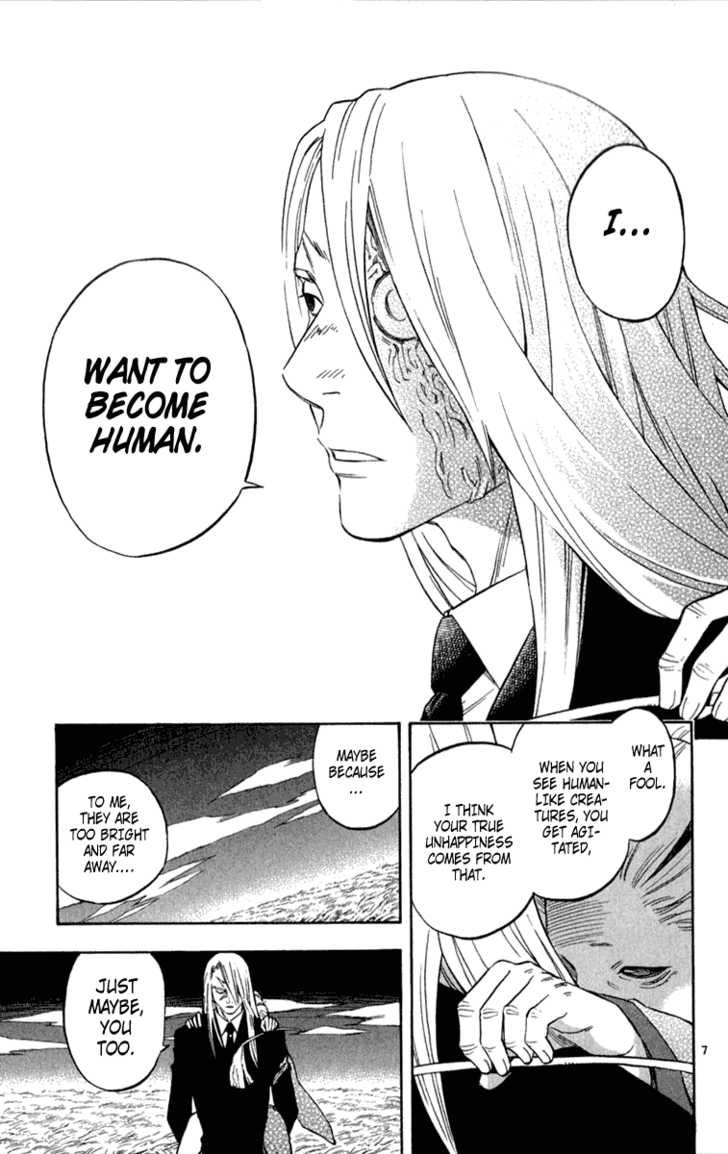 I...
WANT TO
BECOME
HUMAN.
WHAT
A
FOOL.
WHEN YOU
SEE HUMAN-
LIKE CREA-
TURES, YOU
GET AGI-
TATED,
I THINK
YOUR TRUE
UNHAPPINESS
COMES FROM
THAT.
MAYBE
BECAUSE
...
TO ME,
THEY ARE
TOO BRIGHT
AND FAR
AWAY....
JUST
MAYBE,
YOU
TOO.
7